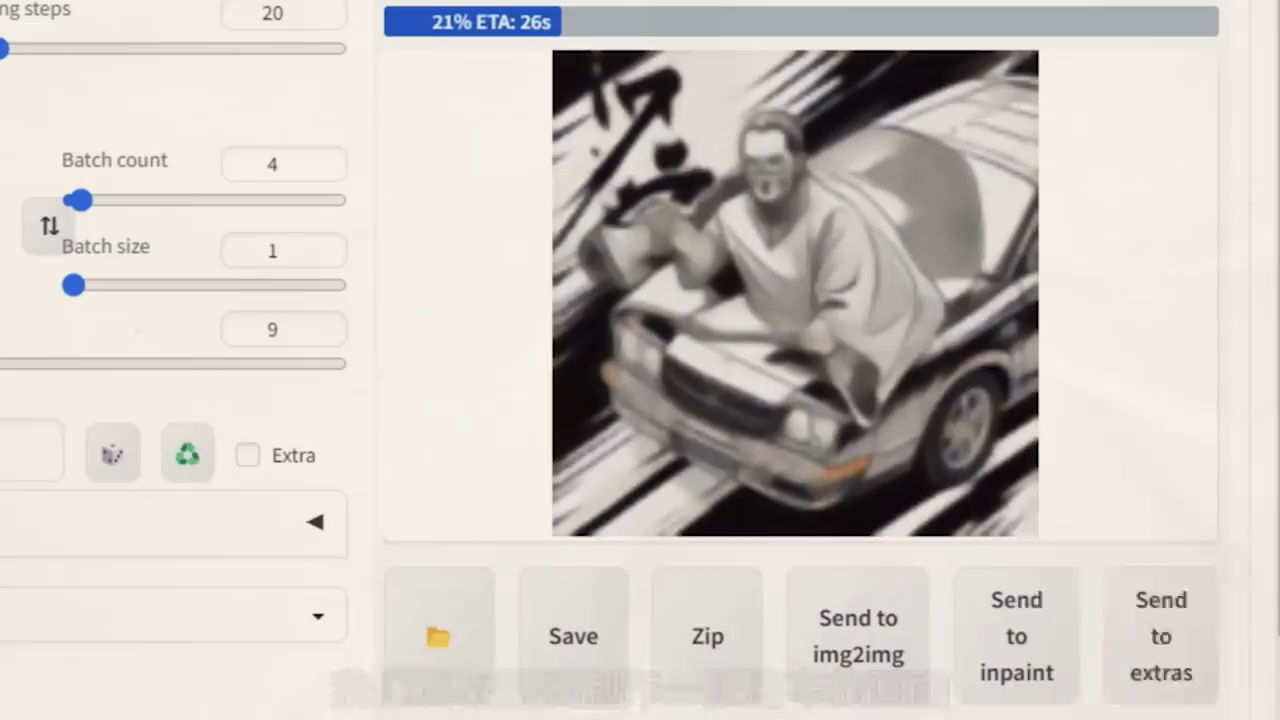 ng steps
20
21% ETA: 26s
Batch count
4
Batch size
1
9
Extra
Save
Zip
Send to
img2img
Send
to
inpaint
Send
to
extras